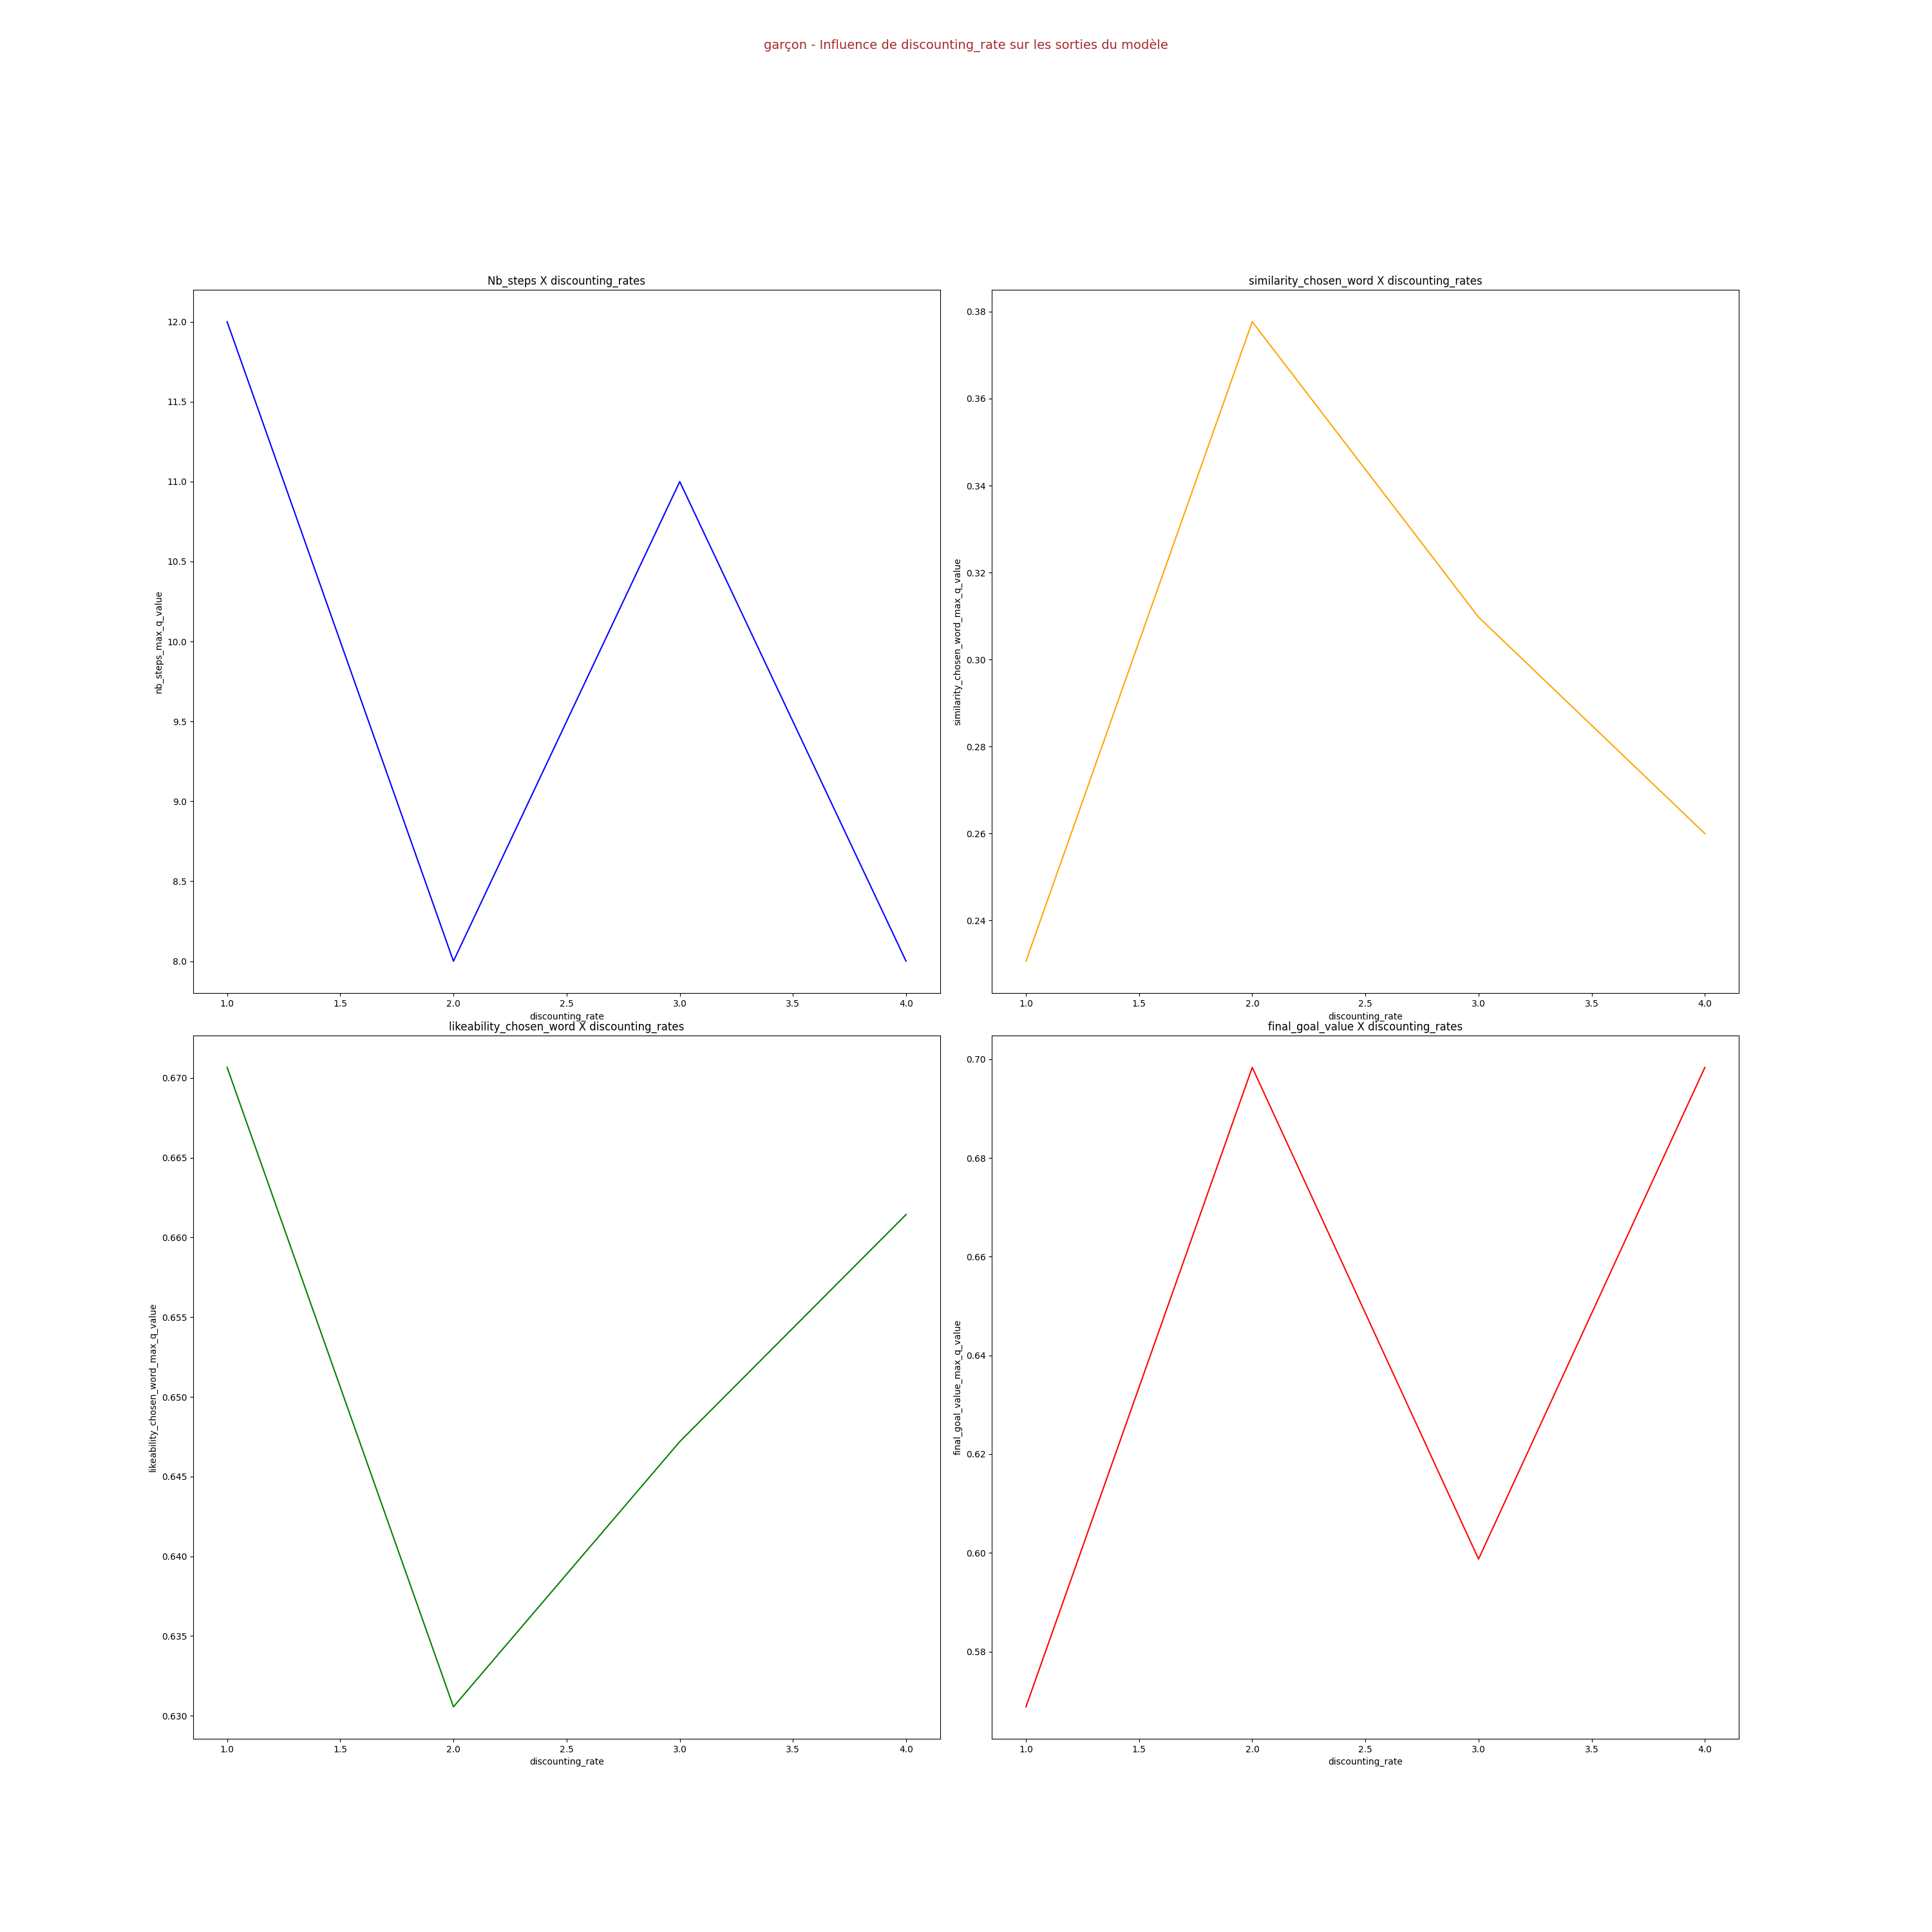 garçon - Influence de discounting_rate sur les sorties du modèle
Nb_steps X discounting_rates
nb_steps_max_q_value
12.0
11.5
11.0
10.5
10.0
9.5
9.0
8.5
8.0
1.0 1.5 2.0 2.5 3.0 3.5 4.0
discounting_rate
similarity_chosen_word X discounting_rates
similarity_chosen_word_max_q_value
0.38
0.36
0.34
0.32
0.30
0.28
0.26
0.24
1.0 1.5 2.0 2.5 3.0 3.5 4.0
discounting_rate
likeability_chosen_word X discounting_rates
likeability_chosen_word_max_q_value
0.670
0.665
0.660
0.655
0.650
0.645
0.640
0.635
0.630
1.0 1.5 2.0 2.5 3.0 3.5 4.0
discounting_rate
final_goal_value X discounting_rates
final_goal_value_max_q_value
0.70
0.68
0.66
0.64
0.62
0.60
0.58
1.0 1.5 2.0 2.5 3.0 3.5 4.0
discounting_rate